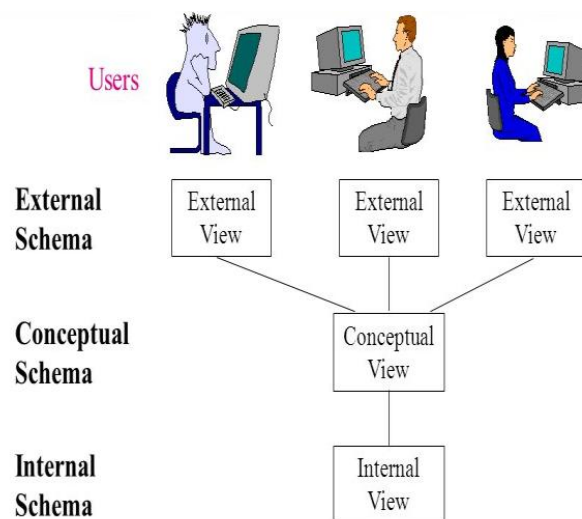 Users
External
Schema
External
View
External
View
External
View
Conceptual
Schema
Conceptual
View
Internal
Schema
Internal
View